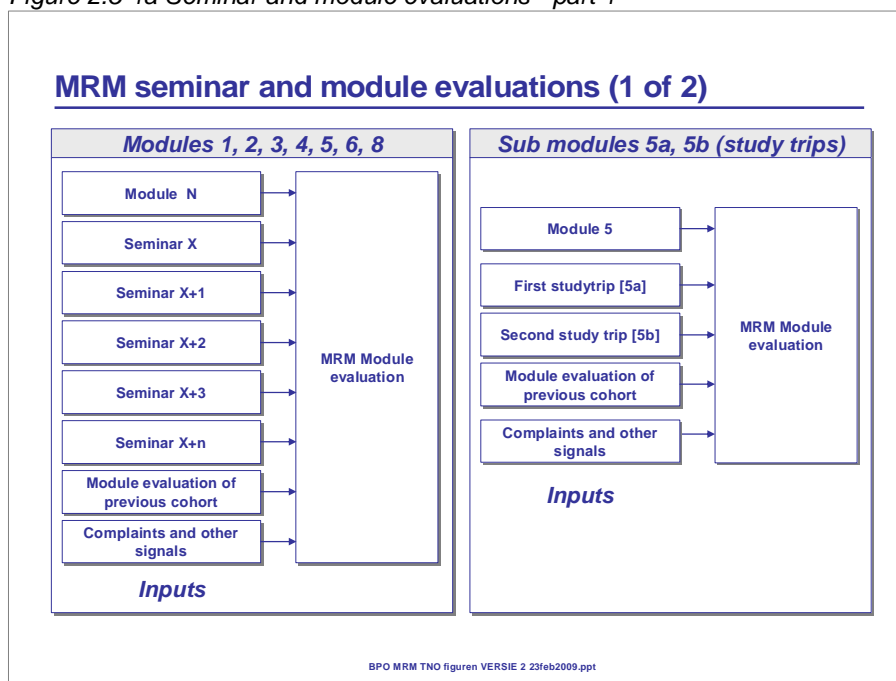 Figure 2.3-1a Seminar and module evaluations - part 1
MRM seminar and module evaluations (1 of 2)
Modules 1, 2, 3, 4, 5, 6, 8
Module N
Seminar X
Seminar X+1
Seminar X+2
Seminar X+3
Seminar X+n
Module evaluation of
previous cohort
Complaints and other
signals
MRM Module
evaluation
Inputs
Sub modules 5a, 5b (study trips)
Module 5
First studytrip [5a]
Second study trip [5b]
Module evaluation of
previous cohort
Complaints and other
signals
MRM Module
evaluation
Inputs
BPO MRM TNO figuren VERSIE 2 23feb2009.ppt